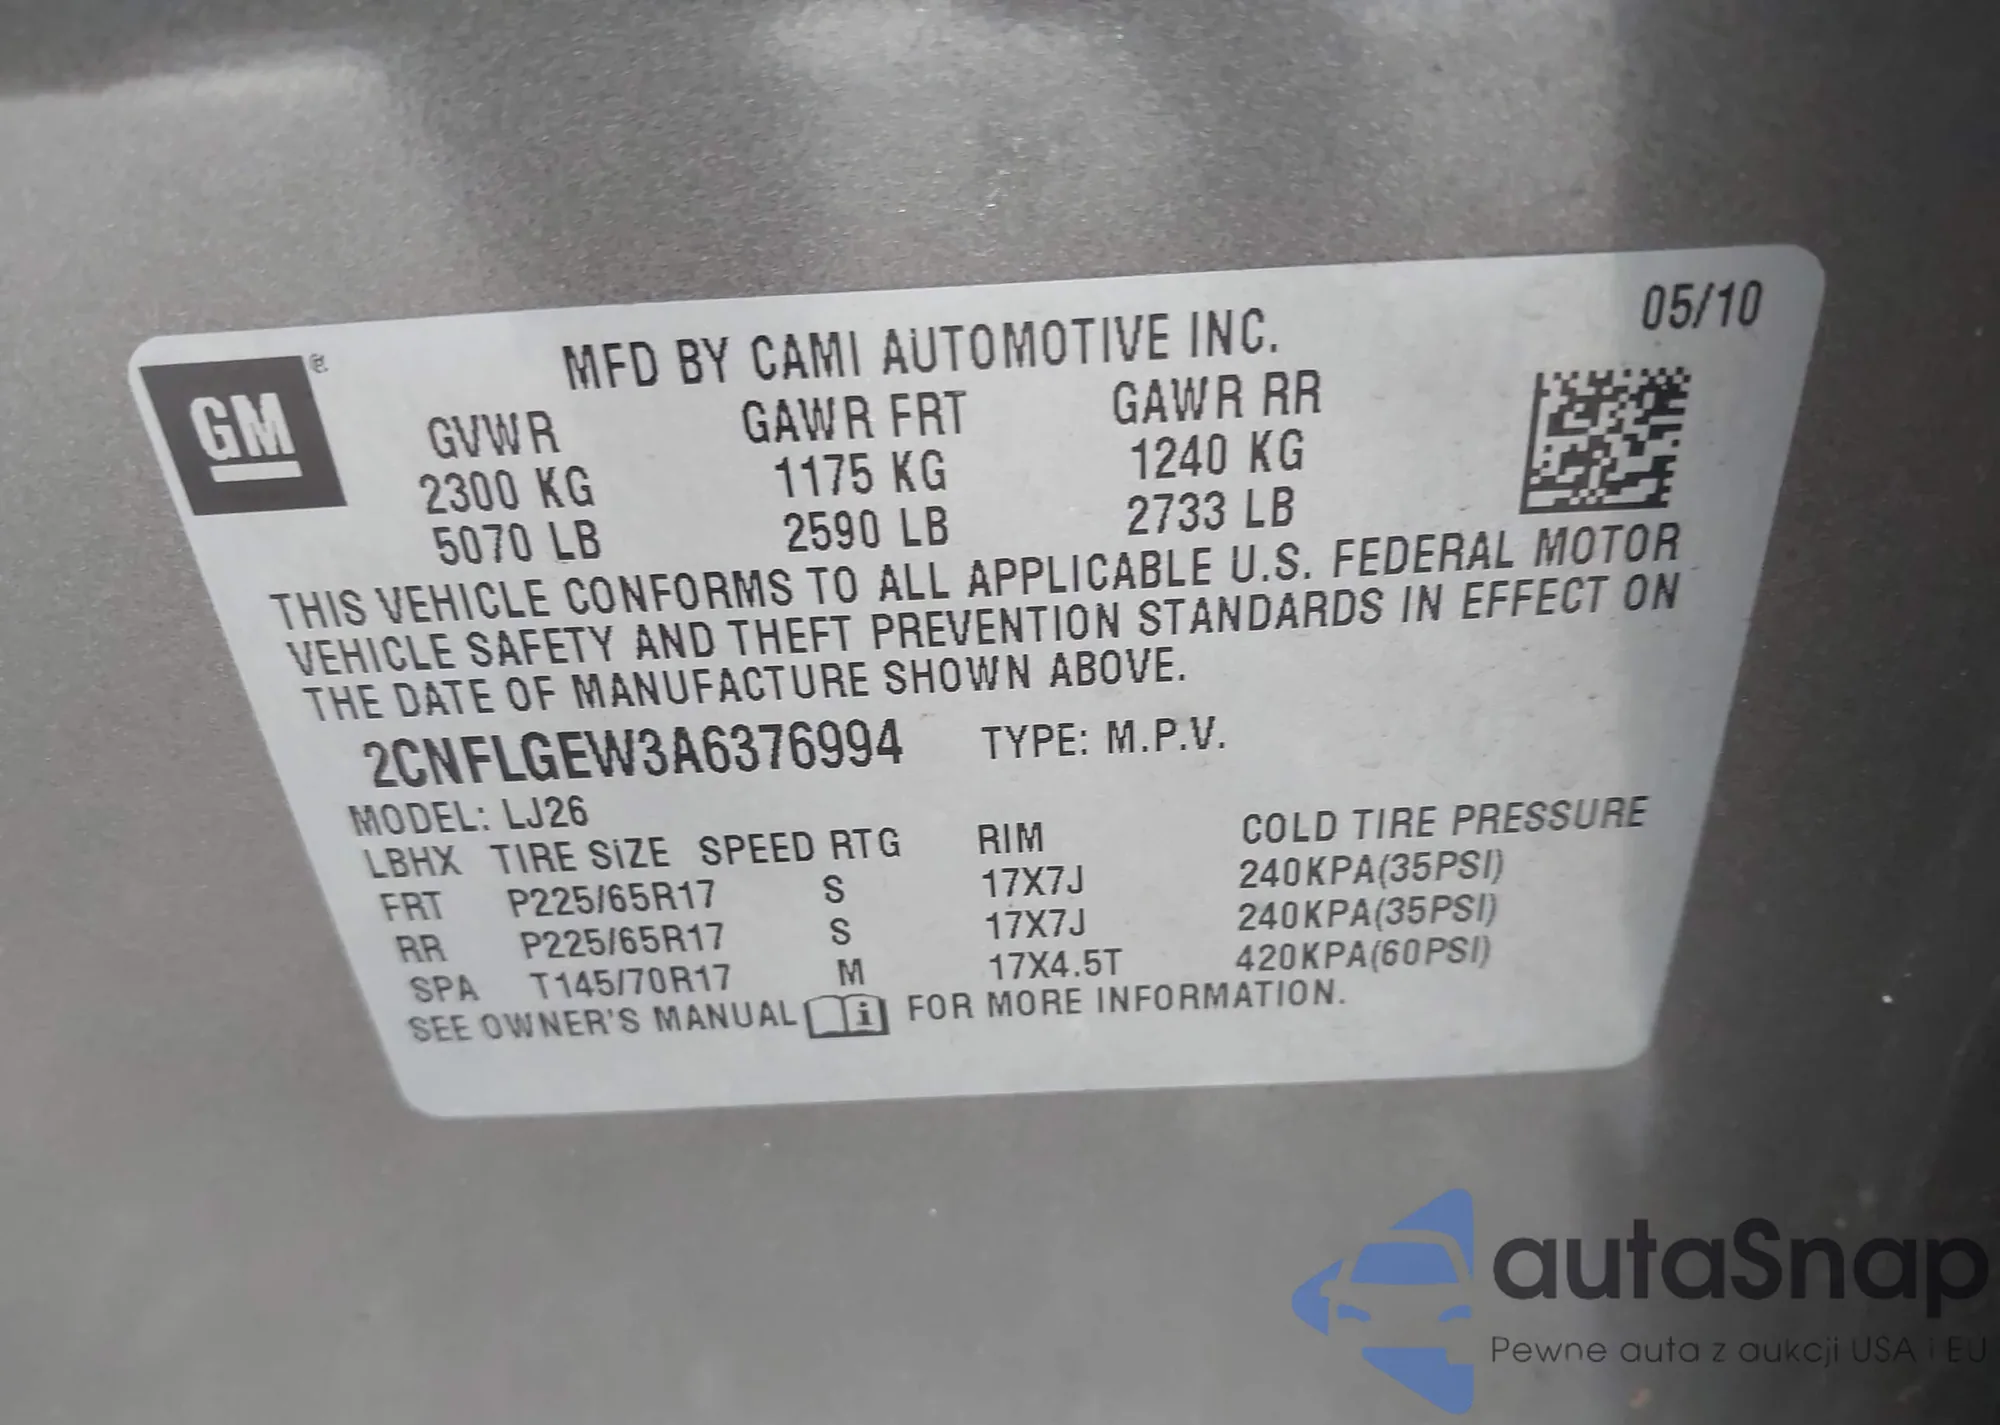 05/10
GM
MFD BY CAMI AUTOMOTIVE INC.
GVWR GAWR FRT GAWR RR
2300 KG 1175 KG 1240 KG
5070 LB 2590 LB 2733 LB
THIS VEHICLE CONFORMS TO ALL APPLICABLE U.S. FEDERAL MOTOR
VEHICLE SAFETY AND THEFT PREVENTION STANDARDS IN EFFECT ON
THE DATE OF MANUFACTURE SHOWN ABOVE.
2CNFLGEW3A6376994 TYPE: M.P.V.
MODEL: LJ26
LBHX TIRE SIZE SPEED RTG RIM COLD TIRE PRESSURE
FRT P225/65R17 S 17X7J 240KPA(35PSI)
RR P225/65R17 S 17X7J 240KPA(35PSI)
SPA T145/70R17 M 17X4.5T 420KPA(60PSI)
SEE OWNER'S MANUAL i FOR MORE INFORMATION.
autaSnap
Pewne auta z aukcji USA i EU